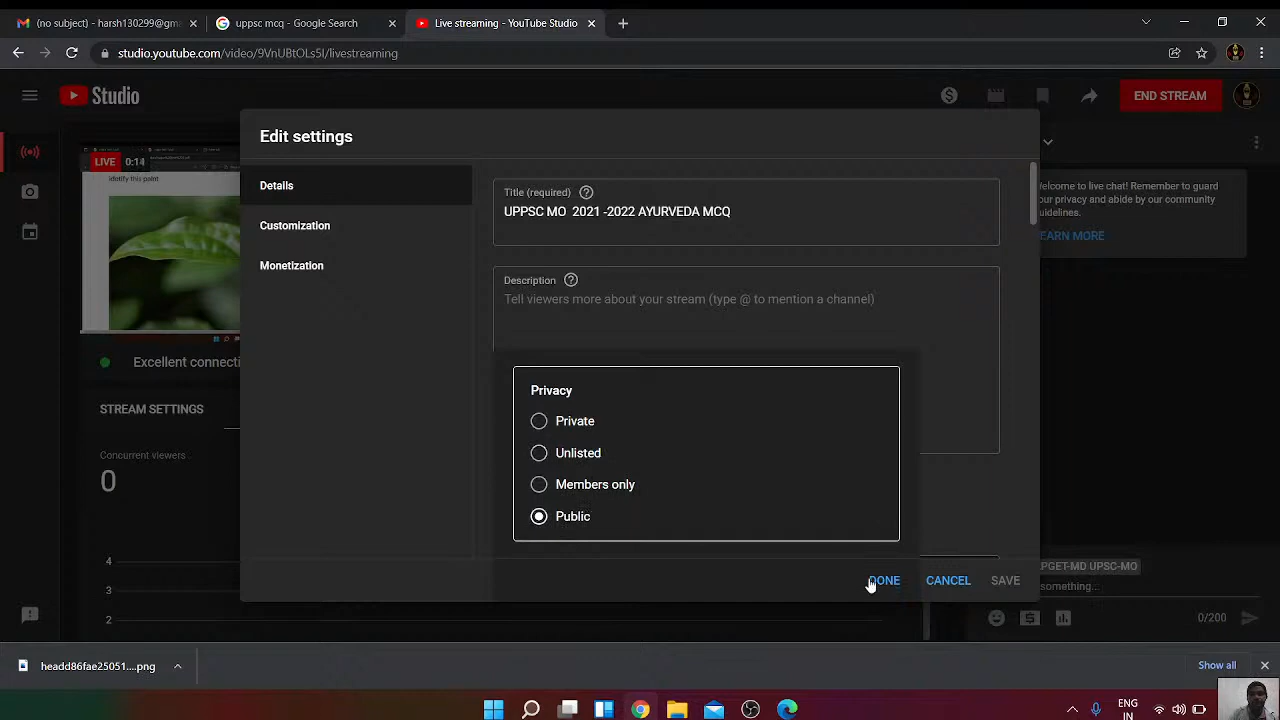 (no subject) - harsh130299@gm
uppsc mcq - Google Search
Live streaming - YouTube Studio
studio.youtube.com/video/9VnUBtOLs5I/livestreaming
Studio
END STREAM
Edit settings
LIVE 0:14
idotify this paint
Details
Customization
Monetization
Title (required)
UPPSC MO 2021 -2022 AYURVEDA MCQ
Description
Tell viewers more about your stream (type @ to mention a channel)
Welcome to live chat! Remember to guard
our privacy and abide by our community
uidelines.
EARN MORE
Excellent connecti
STREAM SETTINGS
Concurrent viewers
0
4
3
2
Privacy
Private
Unlisted
Members only
Public
DONE
CANCEL
SAVE
PGET-MD UPSC-MO
something...
0/200
headd86fae25051....png
Show all
ENG
IN